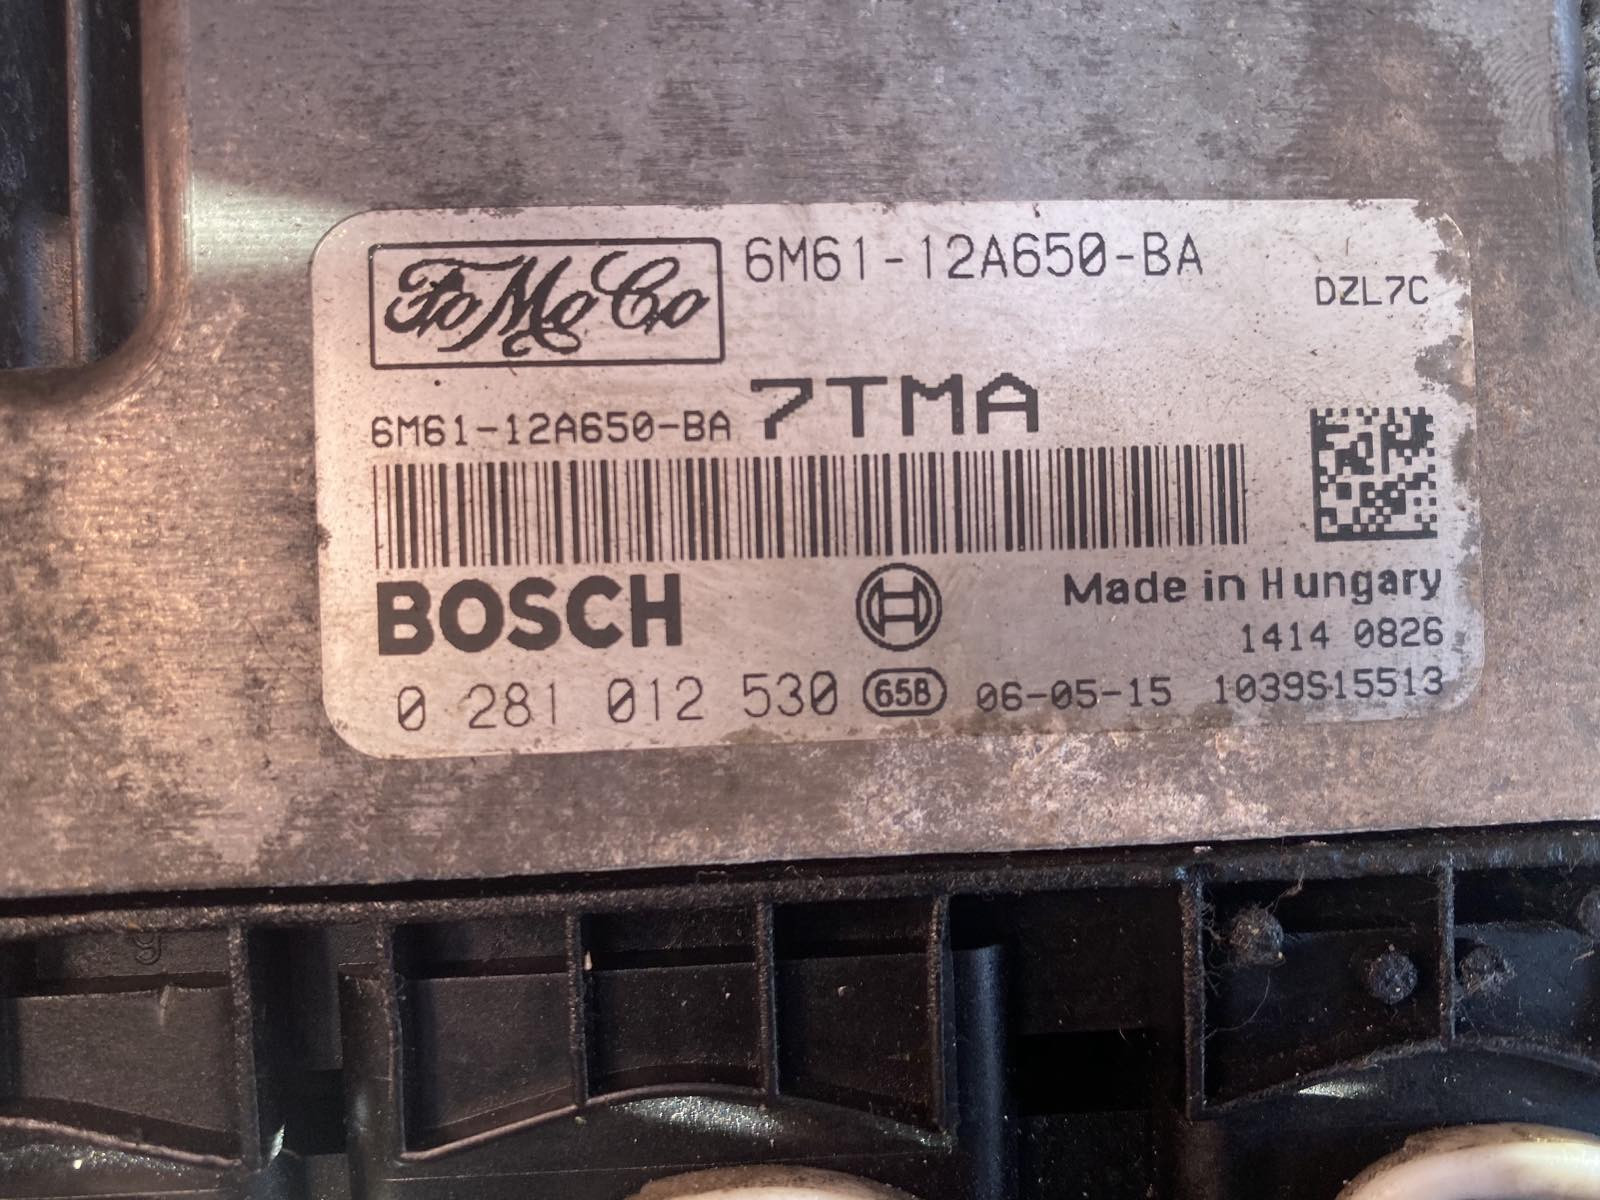 FoMoCo
6M61-12A650-BA
DZL7C
6M61-12A650-BA 7TMA
BOSCH
Made in Hungary
1414 0826
0 281 012 530 65B 06-05-15 1039S15513